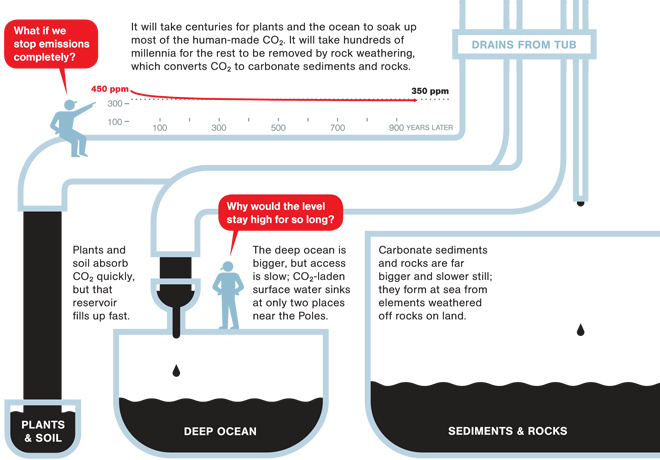 What if we
stop emissions
completely?
It will take centuries for plants and the ocean to soak up
most of the human-made CO₂. It will take hundreds of
millennia for the rest to be removed by rock weathering,
which converts CO₂ to carbonate sediments and rocks.
DRAINS FROM TUB
450 ppm
350 ppm
300
100
100 300 500 700 900 YEARS LATER
Why would the level
stay high for so long?
Plants and
soil absorb
CO₂ quickly,
but that
reservoir
fills up fast.
The deep ocean is
bigger, but access
is slow; CO₂-laden
surface water sinks
at only two places
near the Poles.
Carbonate sediments
and rocks are far
bigger and slower still;
they form at sea from
elements weathered
off rocks on land.
PLANTS
& SOIL
DEEP OCEAN
SEDIMENTS & ROCKS